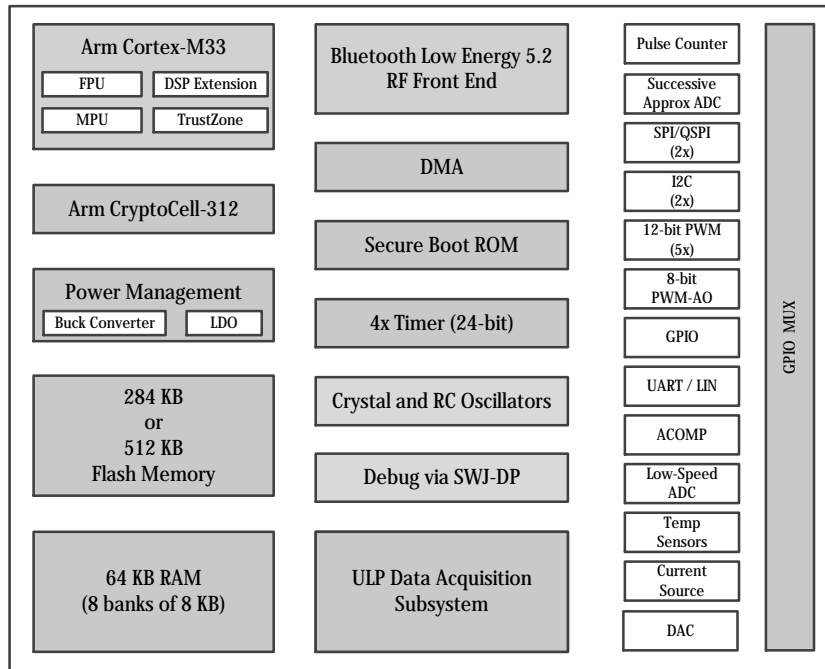 Arm Cortex-M33
FPU
DSP Extension
MPU
TrustZone
Arm CryptoCell-312
Power Management
Buck Converter
LDO
284 KB
or
512 KB
Flash Memory
64 KB RAM
(8 banks of 8 KB)
Bluetooth Low Energy 5.2
RF Front End
DMA
Secure Boot ROM
4x Timer (24-bit)
Crystal and RC Oscillators
Debug via SWJ-DP
ULP Data Acquisition
Subsystem
Pulse Counter
Successive
Approx ADC
SPI/QSPI
(2x)
I2C
(2x)
12-bit PWM
(5x)
8-bit
PWM-AO
GPIO
UART / LIN
ACOMP
Low-Speed
ADC
Temp
Sensors
Current
Source
DAC
GPIO MUX